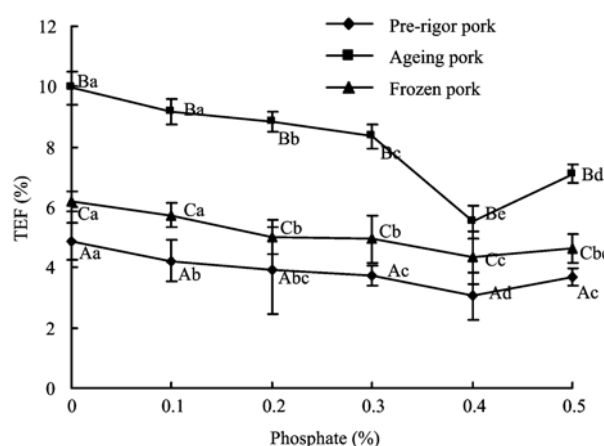 Pre-rigor pork
Ageing pork
Frozen pork
12
10
8
6
4
2
0
TEF (%)
Ba
Ba
Bb
Bc
Be
Bd
Ca
Ca
Cb
Cb
Cc
Cbc
Aa
Ab
Abc
Ac
Ad
Ac
0
0.1
0.2
0.3
0.4
0.5
Phosphate (%)